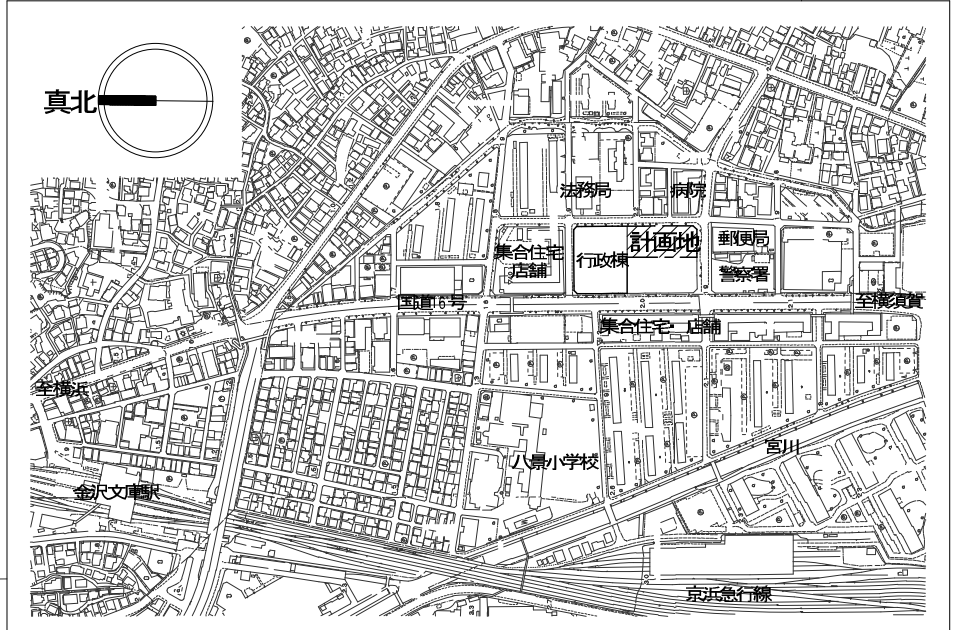 真北
法務局
病院
計画地
郵便局
集合住宅
店舗
行政棟
警察署
国道16号
至横須賀
集合住宅・店舗
至横浜
八景小学校
宮川
金沢文庫駅
京浜急行線